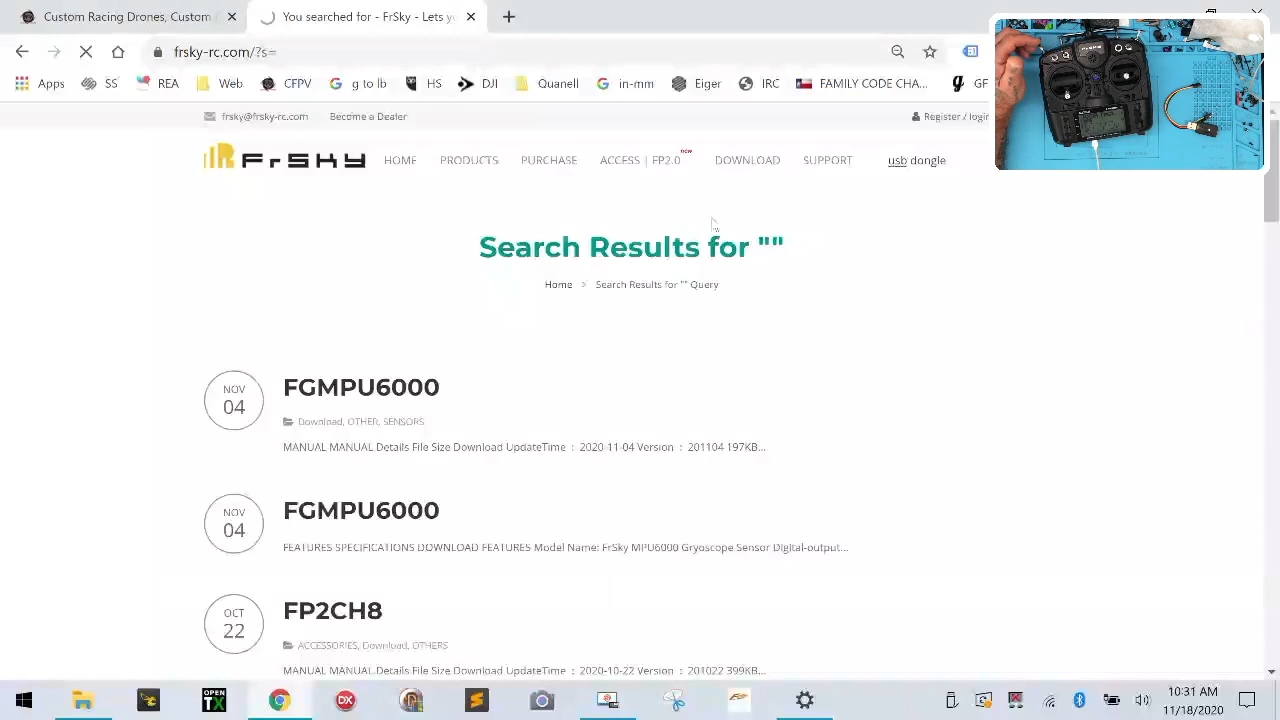 Custom Racing Drones, Custom
You searched for - FrSky - Lets yo
frsky-rc.com/?s=
Apps
SS
REA
Web
CFPV
g to lb
HS
DJI
Quanell
in-mm
Eiger
IRC
FAMILY CODE CHA...
GF
frsky@frsky-rc.com
Become a Dealer
Register / login
FrSKY
HOME
PRODUCTS
PURCHASE
ACCESS | FP2.0
new
DOWNLOAD
SUPPORT
usb dongle
Search Results for ""
Home > Search Results for "" Query
NOV
04
FGMPU6000
Download, OTHER, SENSORS
MANUAL MANUAL Details File Size Download UpdateTime : 2020-11-04 Version : 201104 197KB...
NOV
04
FGMPU6000
FEATURES SPECIFICATIONS DOWNLOAD FEATURES Model Name: FrSky MPU6000 Gryoscope Sensor Digital-output...
OCT
22
FP2CH8
ACCESSORIES, Download, OTHERS
MANUAL MANUAL Details File Size Download UpdateTime : 2020-10-22 Version : 201022 399KB...
OPEN
TX
DX
10:31 AM
11/18/2020